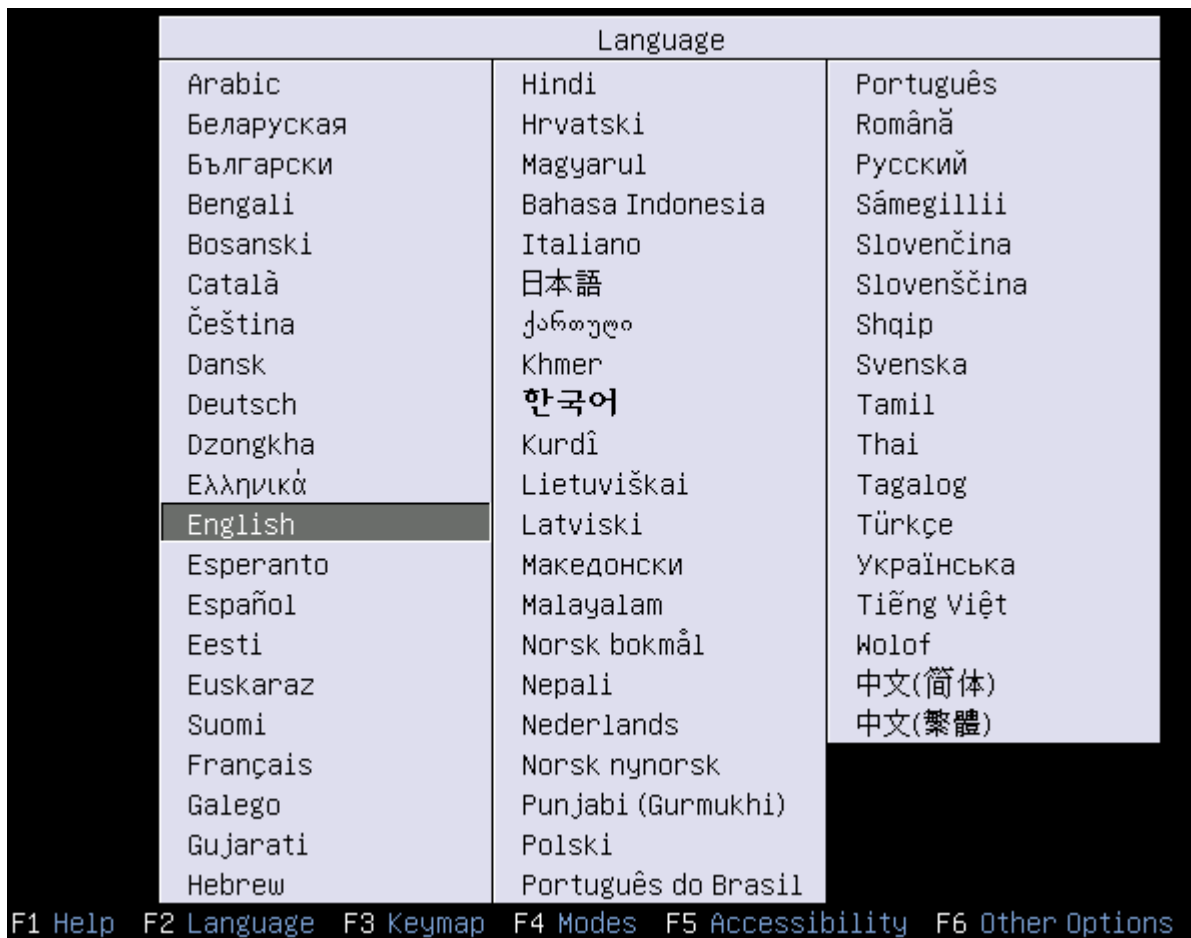 Language
Arabic
Беларуская
Български
Bengali
Bosanski
Català
Čeština
Dansk
Deutsch
Dzongkha
Ελληνικά
English
Esperanto
Español
Eesti
Euskaraz
Suomi
Français
Galego
Gujarati
Hebrew
Hindi
Hrvatski
Magyarul
Bahasa Indonesia
Italiano
日本語
ქართული
Khmer
한국어
Kurdî
Lietuviškai
Latviski
Македонски
Malayalam
Norsk bokmål
Nepali
Nederlands
Norsk nynorsk
Punjabi (Gurmukhi)
Polski
Português do Brasil
Português
Română
Русский
Sámegillii
Slovenčina
Slovenščina
Shqip
Svenska
Tamil
Thai
Tagalog
Türkçe
Українська
Tiếng Việt
Wolof
中文(简体)
中文(繁體)
F1 Help F2 Language F3 Keymap F4 Modes F5 Accessibility F6 Other Options